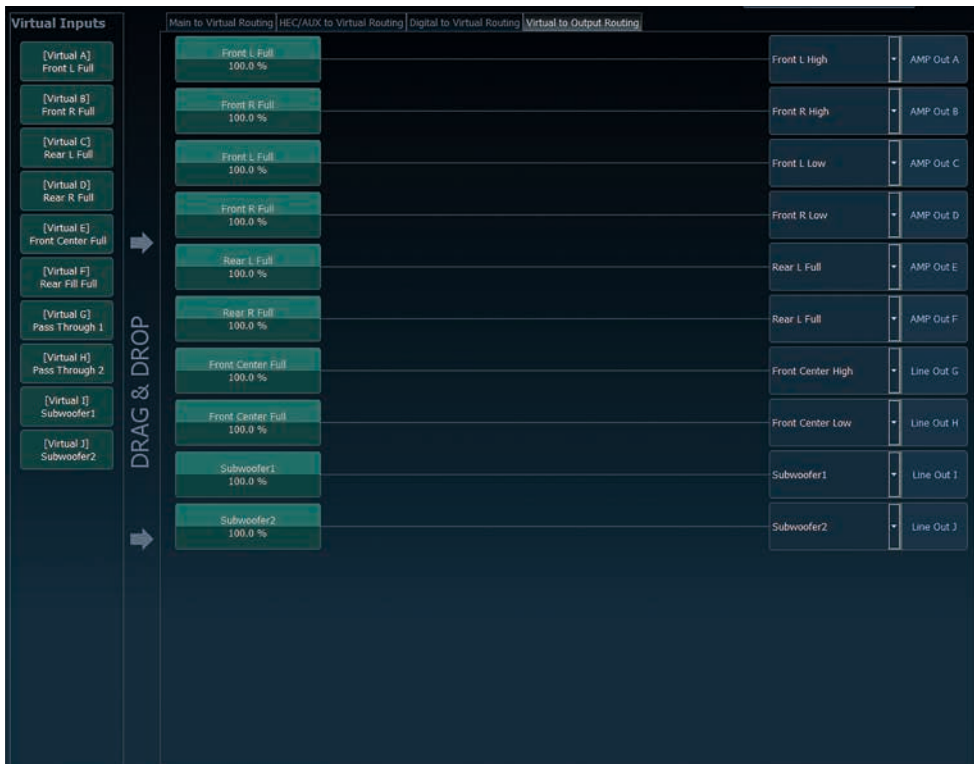 Virtual Inputs
[Virtual A]
Front L Full
[Virtual B]
Front R Full
[Virtual C]
Rear L Full
[Virtual D]
Rear R Full
[Virtual E]
Front Center Full
[Virtual F]
Rear Fill Full
[Virtual G]
Pass Through 1
[Virtual H]
Pass Through 2
[Virtual I]
Subwoofer1
[Virtual J]
Subwoofer2
DRAG & DROP
Main to Virtual Routing HEC/AUX to Virtual Routing Digital to Virtual Routing Virtual to Output Routing
Front L Full
100.0 %
Front L High AMP Out A
Front R Full
100.0 %
Front R High AMP Out B
Front L Full
100.0 %
Front L Low AMP Out C
Front R Full
100.0 %
Front R Low AMP Out D
Rear L Full
100.0 %
Rear L Full AMP Out E
Rear R Full
100.0 %
Rear L Full AMP Out F
Front Center Full
100.0 %
Front Center High Line Out G
Front Center Full
100.0 %
Front Center Low Line Out H
Subwoofer1
100.0 %
Subwoofer1 Line Out I
Subwoofer2
100.0 %
Subwoofer2 Line Out J